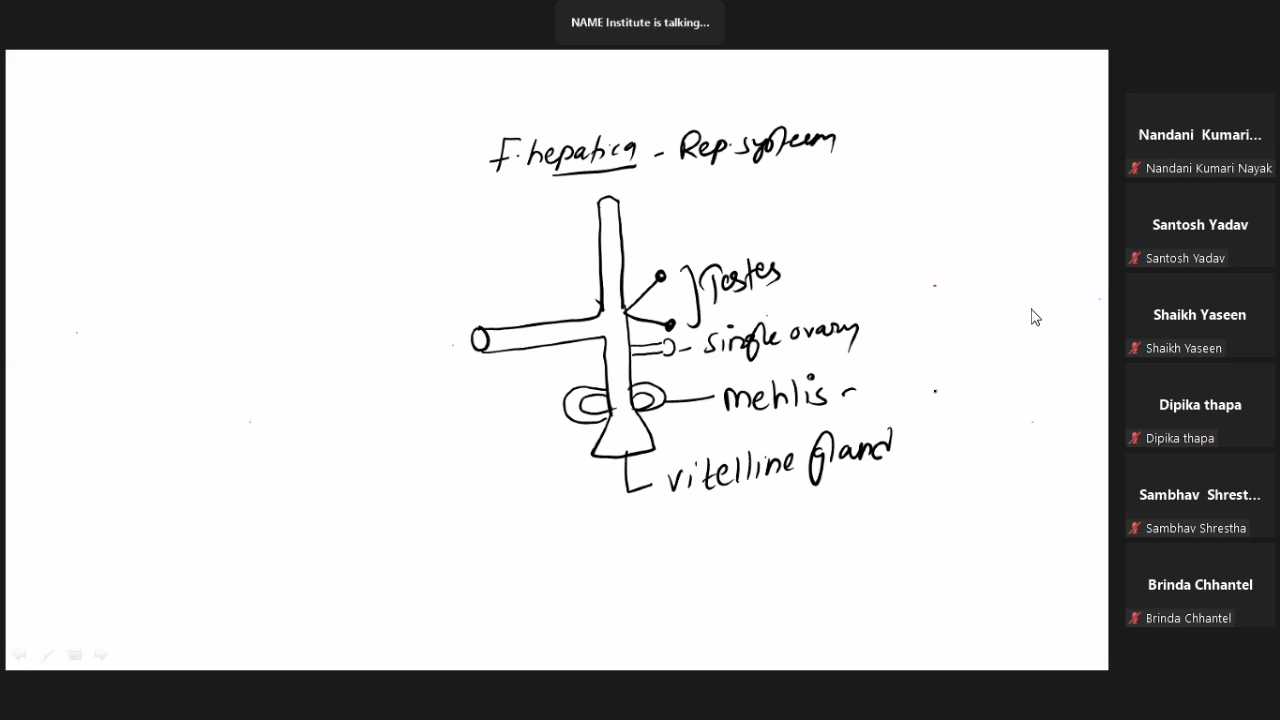 NAME Institute is talking...
F. hepatica - Rep. system
Testes
single ovary
mehlis -
vitelline gland
Nandani Kumari...
Nandani Kumari Nayak
Santosh Yadav
Santosh Yadav
Shaikh Yaseen
Shaikh Yaseen
Dipika thapa
Dipika thapa
Sambhav Shrest...
Sambhav Shrestha
Brinda Chhantel
Brinda Chhantel